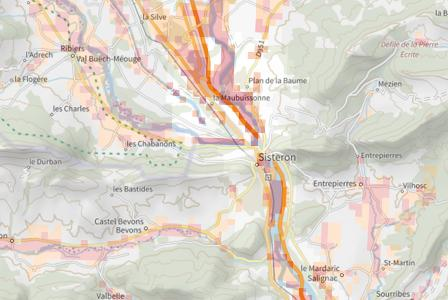 la Silve
Ribiers
Val Buëch-Méouge
l'Adrech
la Flogère
D951
Défilé de la Pierre
Ecrite
Plan de la Baume
Mézien
la Maubuissonne
les Charles
les Chabanons
Sisteron
le Durban
Entrepierres
Entrepierres
Vilhosc
les Bastides
Castel Bevons
Bevons
le Mardaric
Salignac
St-Martin
Valbelle
Sourribes